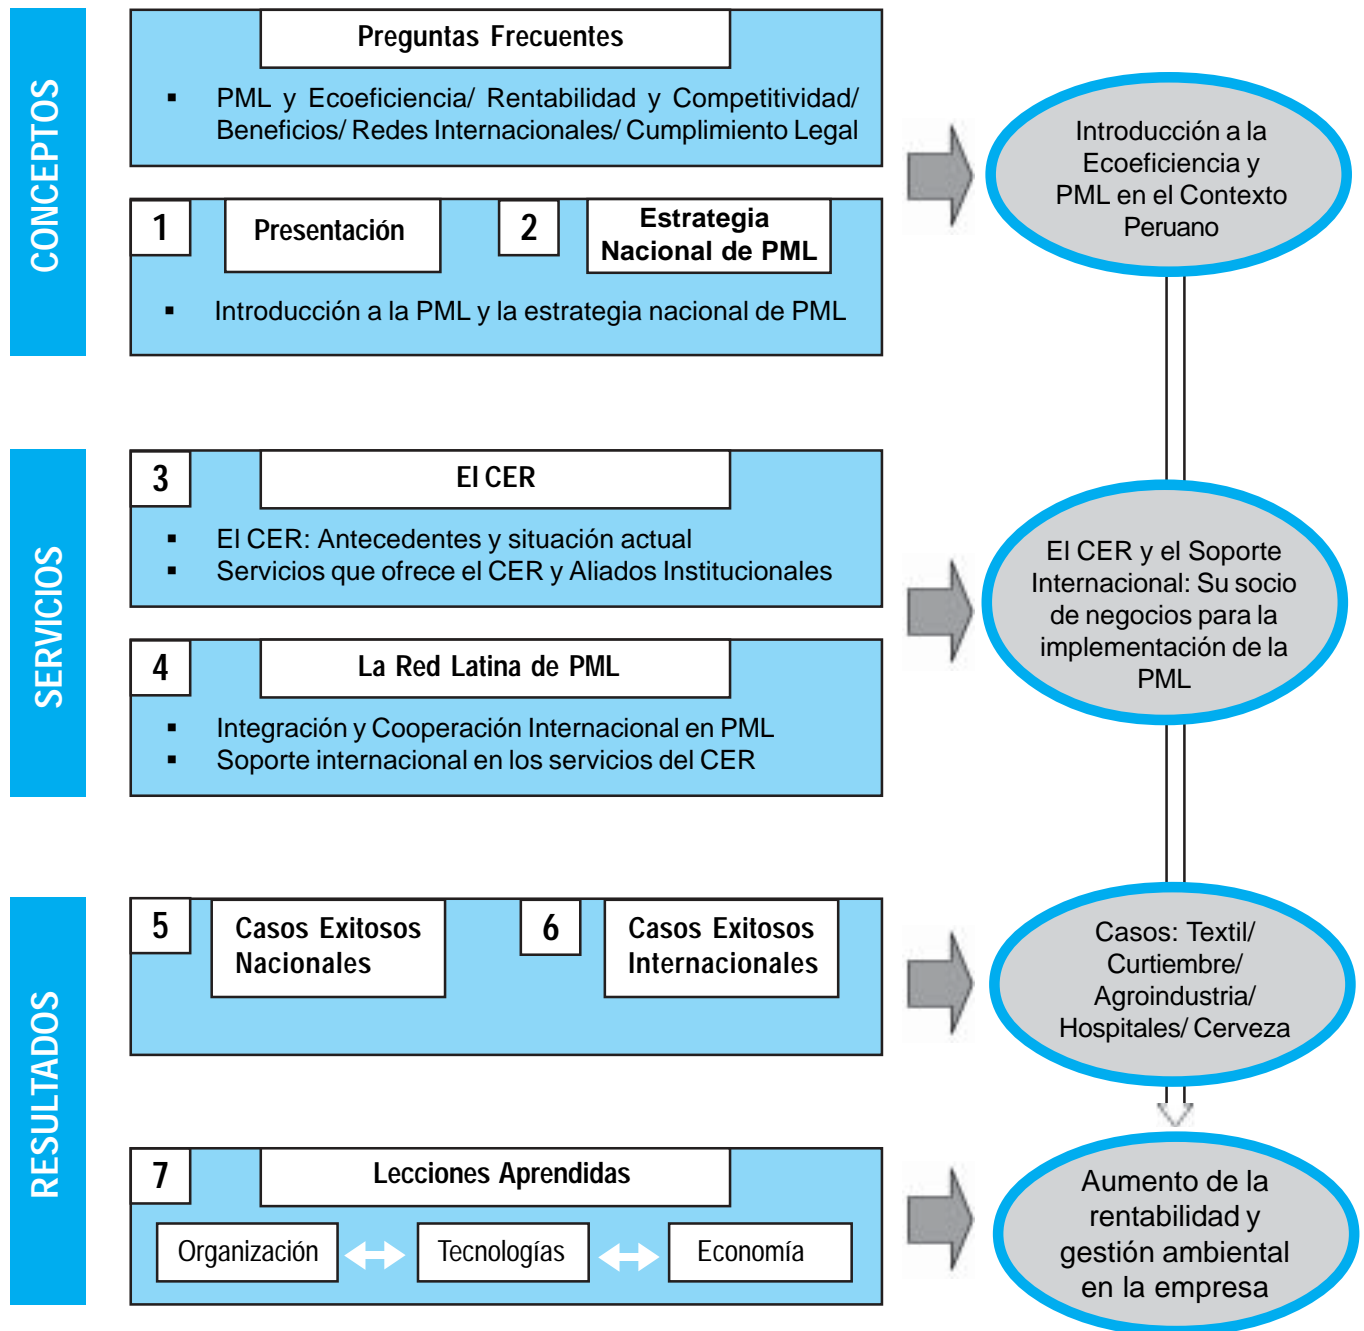 CONCEPTOS
Preguntas Frecuentes
▪ PML y Ecoeficiencia/ Rentabilidad y Competitividad/
Beneficios/ Redes Internacionales/ Cumplimiento Legal
1
Presentación
2
Estrategia
Nacional de PML
▪ Introducción a la PML y la estrategia nacional de PML
Introducción a la
Ecoeficiencia y
PML en el Contexto
Peruano
SERVICIOS
3
El CER
▪ El CER: Antecedentes y situación actual
▪ Servicios que ofrece el CER y Aliados Institucionales
4
La Red Latina de PML
▪ Integración y Cooperación Internacional en PML
▪ Soporte internacional en los servicios del CER
El CER y el Soporte
Internacional: Su socio
de negocios para la
implementación de la
PML
RESULTADOS
5
Casos Exitosos
Nacionales
6
Casos Exitosos
Internacionales
Casos: Textil/
Curtiembre/
Agroindustria/
Hospitales/ Cerveza
7
Lecciones Aprendidas
Organización
Tecnologías
Economía
Aumento de la
rentabilidad y
gestión ambiental
en la empresa